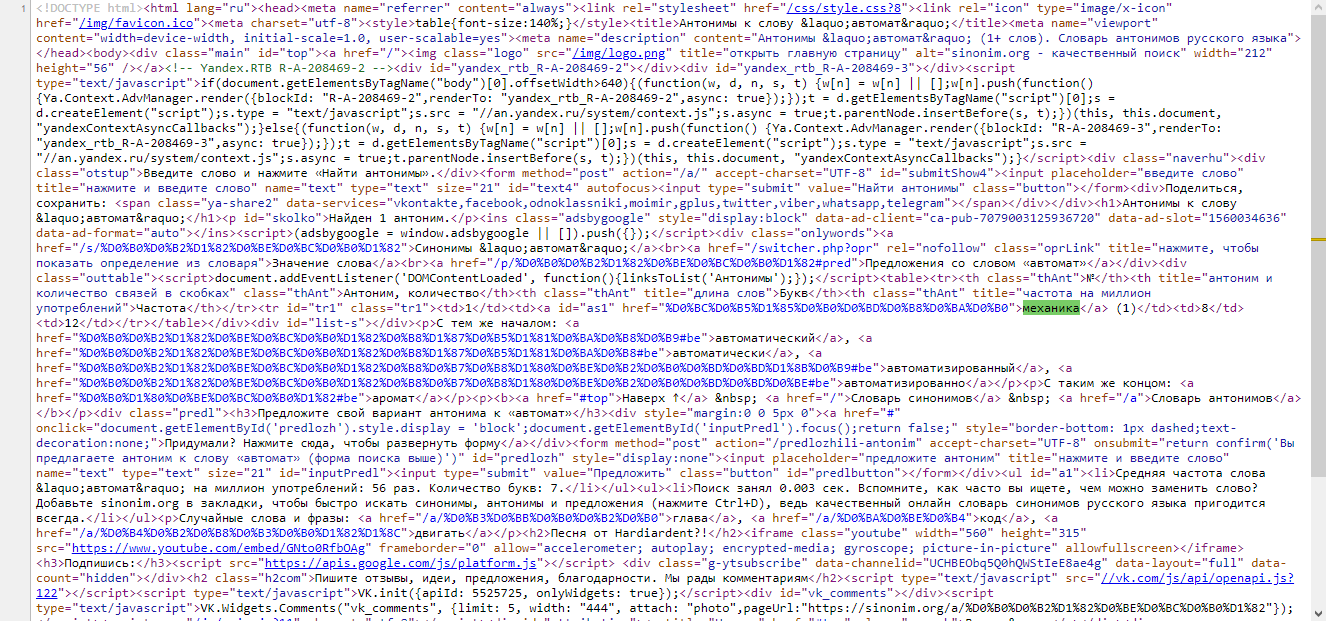 1 <!DOCTYPE html><html lang="ru"><head><meta name="referrer" content="always"><link rel="stylesheet" href="/css/style.css?8"><link rel="icon" type="image/x-icon"
href="/img/favicon.ico"><meta charset="utf-8"><style>table{font-size:140%;}</style><title>Антонимы к слову &laquo;автомат&raquo;</title><meta name="viewport"
content="width=device-width, initial-scale=1.0, user-scalable=yes"><meta name="description" content="Антонимы &laquo;автомат&raquo; (1+ слов). Словарь антонимов русского языка">
</head><body><div class="main" id="top"><a href="/"><img class="logo" src="/img/logo.png" title="открыть главную страницу" alt="sinonim.org - качественный поиск" width="212"
height="56" /></a><!-- Yandex.RTB R-A-208469-2 --><div id="yandex_rtb_R-A-208469-2"></div><div id="yandex_rtb_R-A-208469-3"></div><script
type="text/javascript">if(document.getElementsByTagName("body")[0].offsetWidth>640){(function(w, d, n, s, t) {w[n] = w[n] || [];w[n].push(function()
{Ya.Context.AdvManager.render({blockId: "R-A-208469-2",renderTo: "yandex_rtb_R-A-208469-2",async: true});});t = d.getElementsByTagName("script")[0];s =
d.createElement("script");s.type = "text/javascript";s.src = "//an.yandex.ru/system/context.js";s.async = true;t.parentNode.insertBefore(s, t);})(this, this.document,
"yandexContextAsyncCallbacks");}else{(function(w, d, n, s, t) {w[n] = w[n] || [];w[n].push(function() {Ya.Context.AdvManager.render({blockId: "R-A-208469-3",renderTo:
"yandex_rtb_R-A-208469-3",async: true});});t = d.getElementsByTagName("script")[0];s = d.createElement("script");s.type = "text/javascript";s.src =
"//an.yandex.ru/system/context.js";s.async = true;t.parentNode.insertBefore(s, t);})(this, this.document, "yandexContextAsyncCallbacks");}</script><div class="naverhu"><div
class="otstup">Введите слово и нажмите «Найти антонимы».</div><form method="post" action="/a/" accept-charset="UTF-8" id="submitShow4"><input placeholder="введите слово"
title="нажмите и введите слово" name="text" type="text" size="21" id="text4" autofocus><input type="submit" value="Найти антонимы" class="button"></form><div>Поделиться,
сохранить: <span class="ya-share2" data-services="vkontakte,facebook,odnoklassniki,moimir,gplus,twitter,viber,whatsapp,telegram"></span></div></div><h1>Антонимы к слову
&laquo;автомат&raquo;</h1><p id="skolko">Найден 1 антоним.</p><ins class="adsbygoogle" style="display:block" data-ad-client="ca-pub-7079003125936720" data-ad-slot="1560034636"
data-ad-format="auto"></ins><script>(adsbygoogle = window.adsbygoogle || []).push({});</script><div class="onlywords"><a
href="/s/%D0%B0%D0%B2%D1%82%D0%BE%D0%BC%D0%B0%D1%82">Синонимы &laquo;автомат&raquo;</a><br><a href="/switcher.php?opr" rel="nofollow" class="oprLink" title="нажмите, чтобы
показать определение из словаря">Значение слова</a><br><a href="/p/%D0%B0%D0%B2%D1%82%D0%BE%D0%BC%D0%B0%D1%82#pred">Предложения со словом «автомат»</a></div><div
class="outtable"><script>document.addEventListener('DOMContentLoaded', function(){linksToList('Антонимы');});</script><table><tr><th class="thAnt">№</th><th title="антоним и
количество связей в скобках" class="thAnt">Антоним, количество</th><th class="thAnt" title="длина слов">Букв</th><th class="thAnt" title="частота на миллион
употреблений">Частота</th></tr><tr id="tr1" class="tr1"><td>1</td><td><a id="as1" href="%D0%BC%D0%B5%D1%85%D0%B0%D0%BD%D0%B8%D0%BA%D0%B0">механика</a> (1)</td><td>8</td>
<td>12</td></tr></table></div><div id="list-s"></div><p>С тем же началом: <a
href="%D0%B0%D0%B2%D1%82%D0%BE%D0%BC%D0%B0%D1%82%D0%B8%D1%87%D0%B5%D1%81%D0%BA%D0%B8%D0%B9#be">автоматический</a>, <a
href="%D0%B0%D0%B2%D1%82%D0%BE%D0%BC%D0%B0%D1%82%D0%B8%D1%87%D0%B5%D1%81%D0%BA%D0%B8#be">автоматически</a>, <a
href="%D0%B0%D0%B2%D1%82%D0%BE%D0%BC%D0%B0%D1%82%D0%B8%D0%B7%D0%B8%D1%80%D0%BE%D0%B2%D0%B0%D0%BD%D0%BD%D1%8B%D0%B9#be">автоматизированный</a>, <a
href="%D0%B0%D0%B2%D1%82%D0%BE%D0%BC%D0%B0%D1%82%D0%B8%D0%B7%D0%B8%D1%80%D0%BE%D0%B2%D0%B0%D0%BD%D0%BD%D0%BE#be">автоматизированно</a></p><p>С таким же концом: <a
href="%D0%B0%D1%80%D0%BE%D0%BC%D0%B0%D1%82#be">аромат</a></p><p><b><a href="#top">Наверх ↑</a> &nbsp; <a href="/">Словарь синонимов</a> &nbsp; <a href="/a">Словарь антонимов</a>
</b></p><div class="predl"><h3>Предложите свой вариант антонима к «автомат»</h3><div style="margin:0 0 5px 0"><a href="#"
onclick="document.getElementById('predlozh').style.display = 'block';document.getElementById('inputPredl').focus();return false;" style="border-bottom: 1px dashed;text-
decoration:none;">Придумали? Нажмите сюда, чтобы развернуть форму</a></div><form method="post" action="/predlozhili-antonim" accept-charset="UTF-8" onsubmit="return confirm('Вы
предлагаете антоним к слову «автомат» (форма поиска выше)')" id="predlozh" style="display:none"><input placeholder="предложите антоним" title="нажмите и введите слово"
name="text" type="text" size="21" id="inputPredl"><input type="submit" value="Предложить" class="button" id="predlbutton"></form></div><ul id="a1"><li>Средняя частота слова
&laquo;автомат&raquo; на миллион употреблений: 56 раз. Количество букв: 7.</li></ul><ul><li>Поиск занял 0.003 сек. Вспомните, как часто вы ищете, чем можно заменить слово?
Добавьте sinonim.org в закладки, чтобы быстро искать синонимы, антонимы и предложения (нажмите Ctrl+D), ведь качественный онлайн словарь синонимов русского языка пригодится
всегда.</li></ul><p>Случайные слова и фразы: <a href="/a/%D0%B3%D0%BB%D0%B0%D0%B2%D0%B0">глава</a>, <a href="/a/%D0%BA%D0%BE%D0%B4">код</a>, <a
href="/a/%D0%B4%D0%B2%D0%B8%D0%B3%D0%B0%D1%82%D1%8C">двигать</a></p><h2>Песня от Hardiardent?!</h2><iframe class="youtube" width="560" height="315"
src="https://www.youtube.com/embed/GNto0RfbOAg" frameborder="0" allow="accelerometer; autoplay; encrypted-media; gyroscope; picture-in-picture" allowfullscreen></iframe>
<h3>Подпишись:</h3><script src="https://apis.google.com/js/platform.js"></script> <div class="g-ytsubscribe" data-channelid="UCHBEObq5Q0hQWStIeE8ae4g" data-layout="full" data-
count="hidden"></div><h2 class="h2com">Пишите отзывы, идеи, предложения, благодарности. Мы рады комментариям</h2><script type="text/javascript" src="//vk.com/js/api/openapi.js?
122"></script><script type="text/javascript">VK.init({apiId: 5525725, onlyWidgets: true});</script><div id="vk_comments"></div><script
type="text/javascript">VK.Widgets.Comments("vk_comments", {limit: 5, width: "444", attach: "photo",pageUrl:"https://sinonim.org/a/%D0%B0%D0%B2%D1%82%D0%BE%D0%BC%D0%B0%D1%82"});